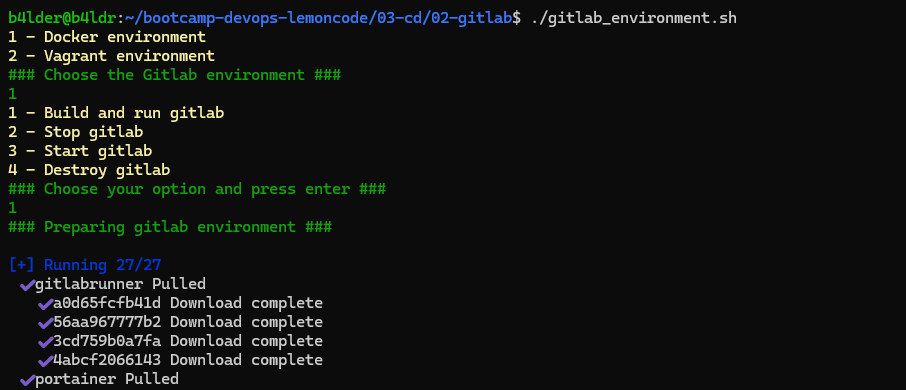 b4lder@b4ldr:~/bootcamp-devops-lemoncode/03-cd/02-gitlab$ ./gitlab_environment.sh
1 - Docker environment
2 - Vagrant environment
### Choose the Gitlab environment ###
1
1 - Build and run gitlab
2 - Stop gitlab
3 - Start gitlab
4 - Destroy gitlab
### Choose your option and press enter ###
1
### Preparing gitlab environment ###
[+] Running 27/27
✔gitlabrunner Pulled
✔a0d65fcfb41d Download complete
✔56aa967777b2 Download complete
✔3cd759b0a7fa Download complete
✔4abcf2066143 Download complete
✔portainer Pulled